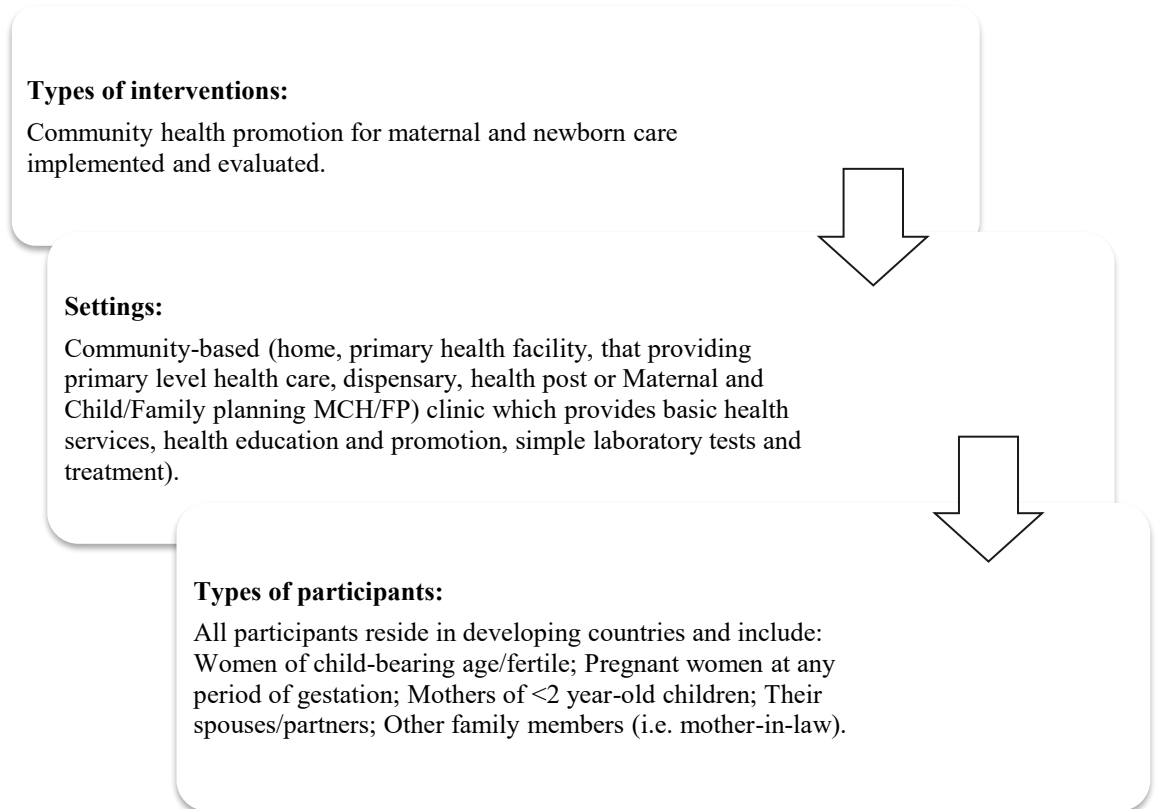 Types of interventions:
Community health promotion for maternal and newborn care
implemented and evaluated.
Settings:
Community-based (home, primary health facility, that providing
primary level health care, dispensary, health post or Maternal and
Child/Family planning MCH/FP) clinic which provides basic health
services, health education and promotion, simple laboratory tests and
treatment).
Types of participants:
All participants reside in developing countries and include:
Women of child-bearing age/fertile; Pregnant women at any
period of gestation; Mothers of <2 year-old children; Their
spouses/partners; Other family members (i.e. mother-in-law).